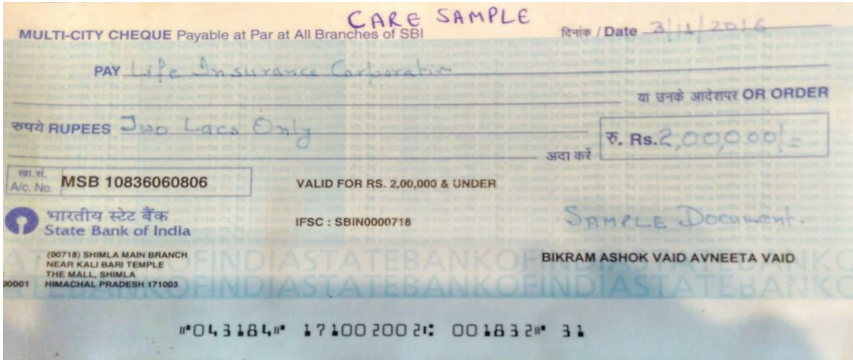 CARE SAMPLE
MULTI-CITY CHEQUE Payable at Par at All Branches of SBI
दिनांक / Date 3/11/2016
PAY Life Insurance Corporation
या उनके आदेशपर OR ORDER
रुपये RUPEES Two Lacs Only
अदा करें रु. Rs. 2,00,000/-
खा.सं. A/c. No. MSB 10836060806
VALID FOR RS. 2,00,000 & UNDER
भारतीय स्टेट बैंक
State Bank of India
IFSC : SBIN0000718
SAMPLE Document.
(00718) SHIMLA MAIN BRANCH
NEAR KALI BARI TEMPLE
THE MALL, SHIMLA
00001 HIMACHAL PRADESH 171003
BIKRAM ASHOK VAID AVNEETA VAID
⑈043184⑈ 171002002⑆ 001832⑈ 31